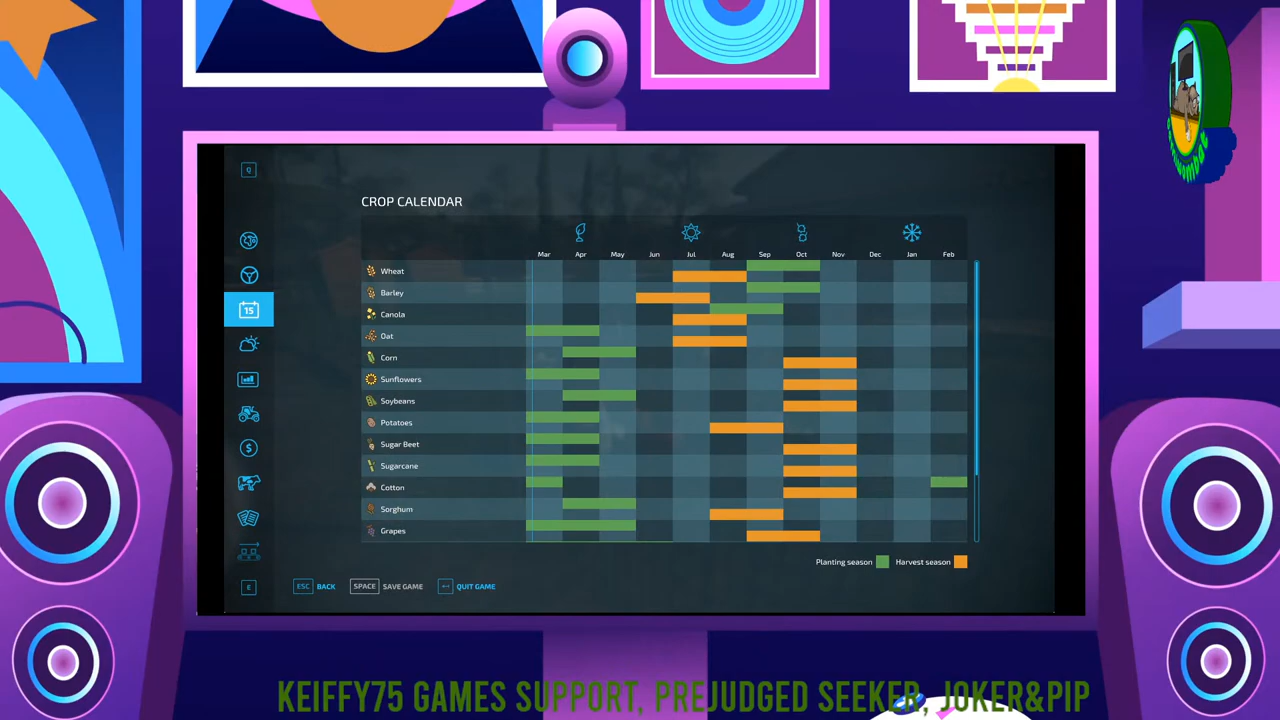 Q
CROP CALENDAR
Mar Apr May Jun Jul Aug Sep Oct Nov Dec Jan Feb
Wheat
Barley
Canola
Oat
Corn
Sunflowers
Soybeans
Potatoes
Sugar Beet
Sugarcane
Cotton
Sorghum
Grapes
15
$
E
Planting season Harvest season
ESC BACK SPACE SAVE GAME QUIT GAME
KEIFFY75 GAMES SUPPORT, PREJUDGED SEEKER, JOKER&PIP